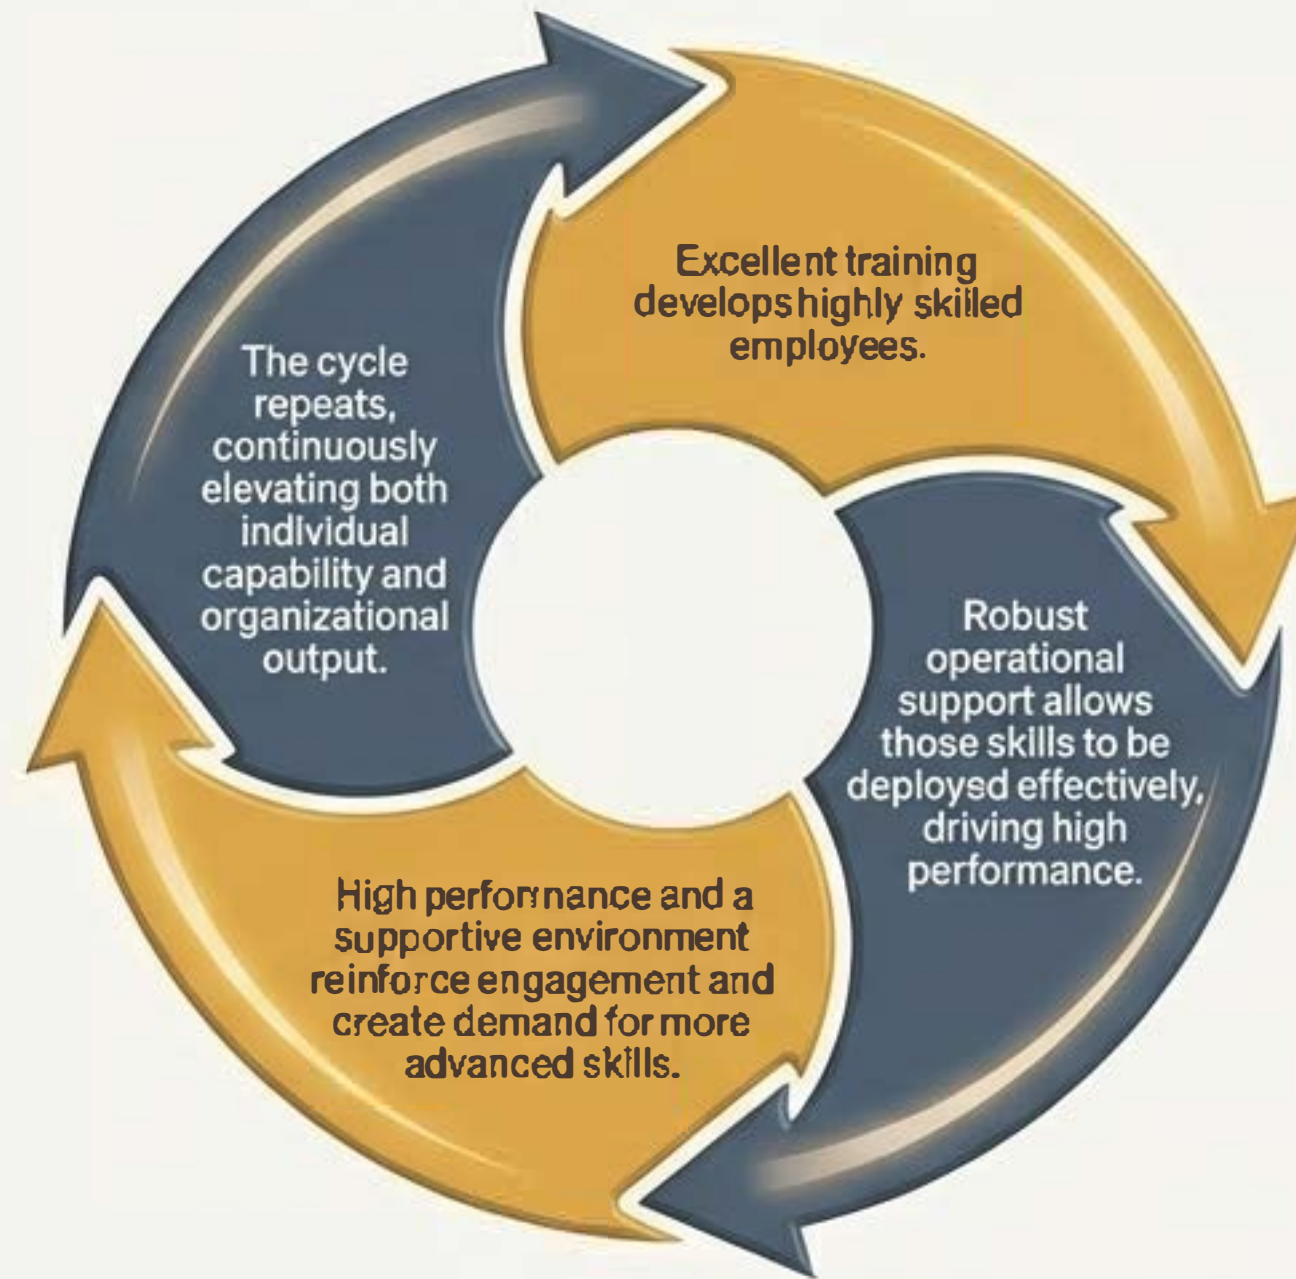 Excellent training
develops highly skilled
employees.
Robust
operational
support allows
those skills to be
deploysd effectively,
driving high
performance.
High performance and a
supportive environment
reinforce engagement and
create demand for more
advanced skills.
The cycle
repeats,
continuously
elevating both
individual
capability and
organizational
output.